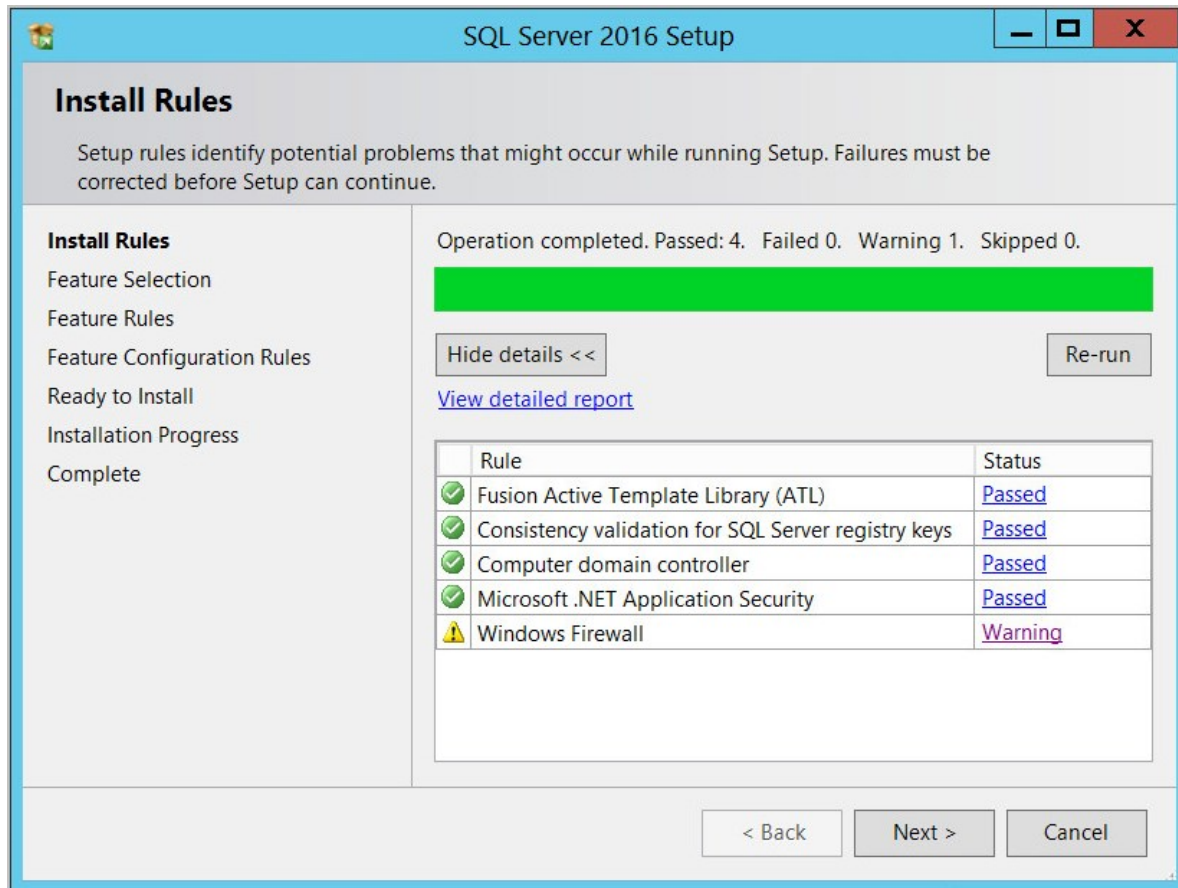 SQL Server 2016 Setup
Install Rules
Setup rules identify potential problems that might occur while running Setup. Failures must be
corrected before Setup can continue.
Install Rules
Feature Selection
Feature Rules
Feature Configuration Rules
Ready to Install
Installation Progress
Complete
Operation completed. Passed: 4. Failed 0. Warning 1. Skipped 0.
Hide details << Re-run
View detailed report
Rule Status
Fusion Active Template Library (ATL) Passed
Consistency validation for SQL Server registry keys Passed
Computer domain controller Passed
Microsoft .NET Application Security Passed
Windows Firewall Warning
< Back Next > Cancel